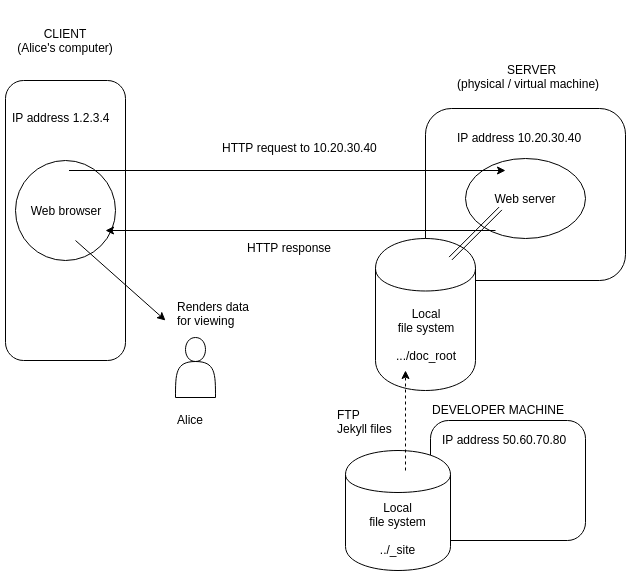 CLIENT
(Alice's computer)
SERVER
(physical / virtual machine)
IP address 1.2.3.4
IP address 10.20.30.40
HTTP request to 10.20.30.40
Web browser
Web server
HTTP response
Renders data
for viewing
Local
file system
.../doc_root
Alice
FTP
Jekyll files
DEVELOPER MACHINE
IP address 50.60.70.80
Local
file system
../_site